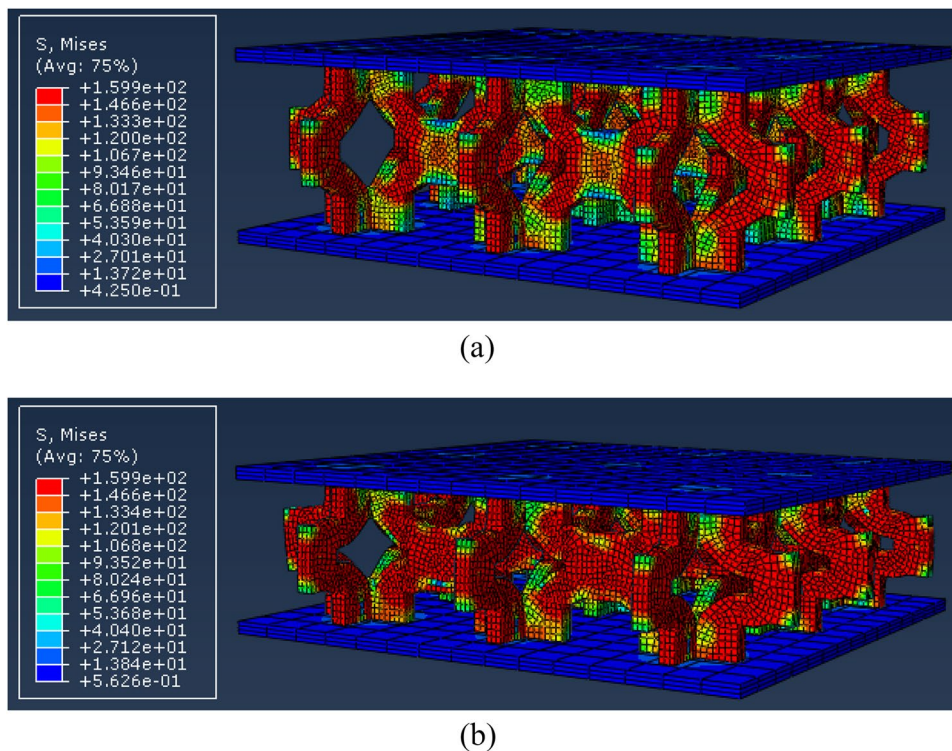 S, Mises
(Avg: 75%)
+1.599e+02
+1.466e+02
+1.333e+02
+1.200e+02
+1.067e+02
+9.346e+01
+8.017e+01
+6.688e+01
+5.359e+01
+4.030e+01
+2.701e+01
+1.372e+01
+4.250e-01
(a)
S, Mises
(Avg: 75%)
+1.599e+02
+1.466e+02
+1.334e+02
+1.201e+02
+1.068e+02
+9.352e+01
+8.024e+01
+6.696e+01
+5.368e+01
+4.040e+01
+2.712e+01
+1.384e+01
+5.626e-01
(b)